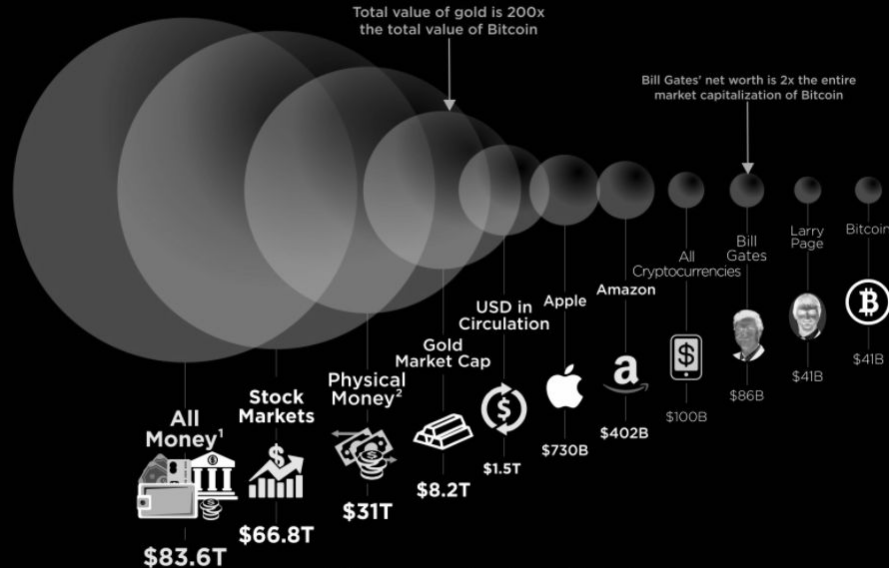 Total value of gold is 200x
the total value of Bitcoin
Bill Gates' net worth is 2x the entire
market capitalization of Bitcoin
All
Money¹
$83.6T
Stock
Markets
$66.8T
Physical
Money²
$31T
Gold
Market Cap
$8.2T
USD in
Circulation
$1.5T
Apple
$730B
Amazon
a
$402B
All
Cryptocurrencies
$
$100B
Bill
Gates
$86B
Larry
Page
$41B
Bitcoin
₿
$41B